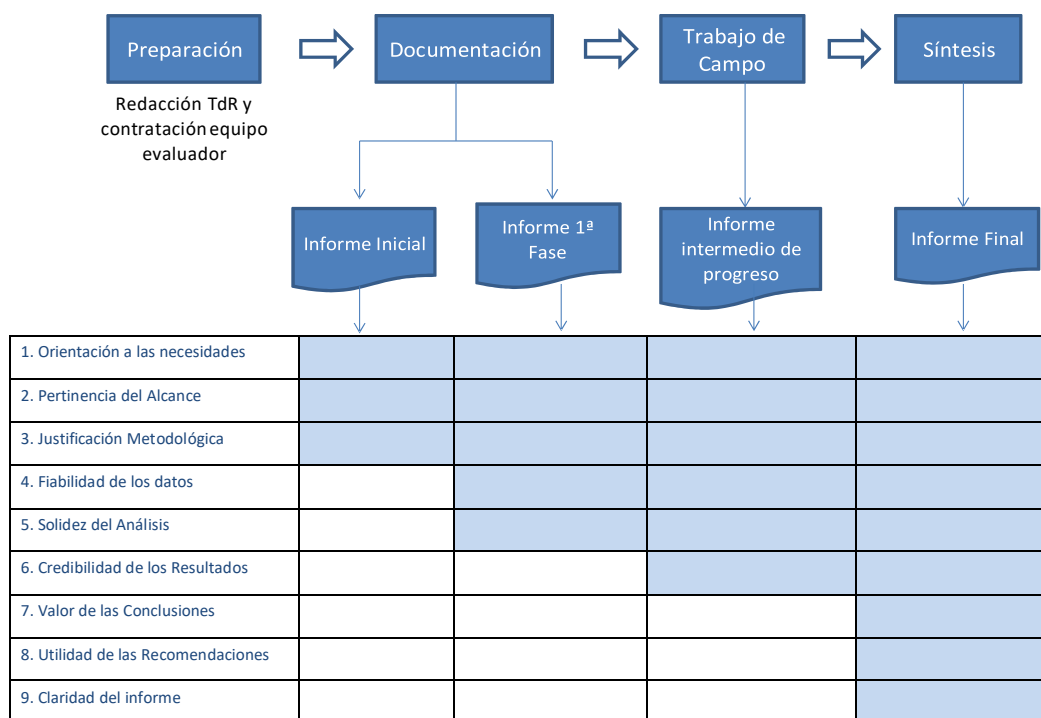 Preparación
Documentación
Trabajo de
Campo
Síntesis
Redacción TdR y
contratación equipo
evaluador
Informe Inicial
Informe 1ª
Fase
Informe
intermedio de
progreso
Informe Final
1. Orientación a las necesidades
2. Pertinencia del Alcance
3. Justificación Metodológica
4. Fiabilidad de los datos
5. Solidez del Análisis
6. Credibilidad de los Resultados
7. Valor de las Conclusiones
8. Utilidad de las Recomendaciones
9. Claridad del informe